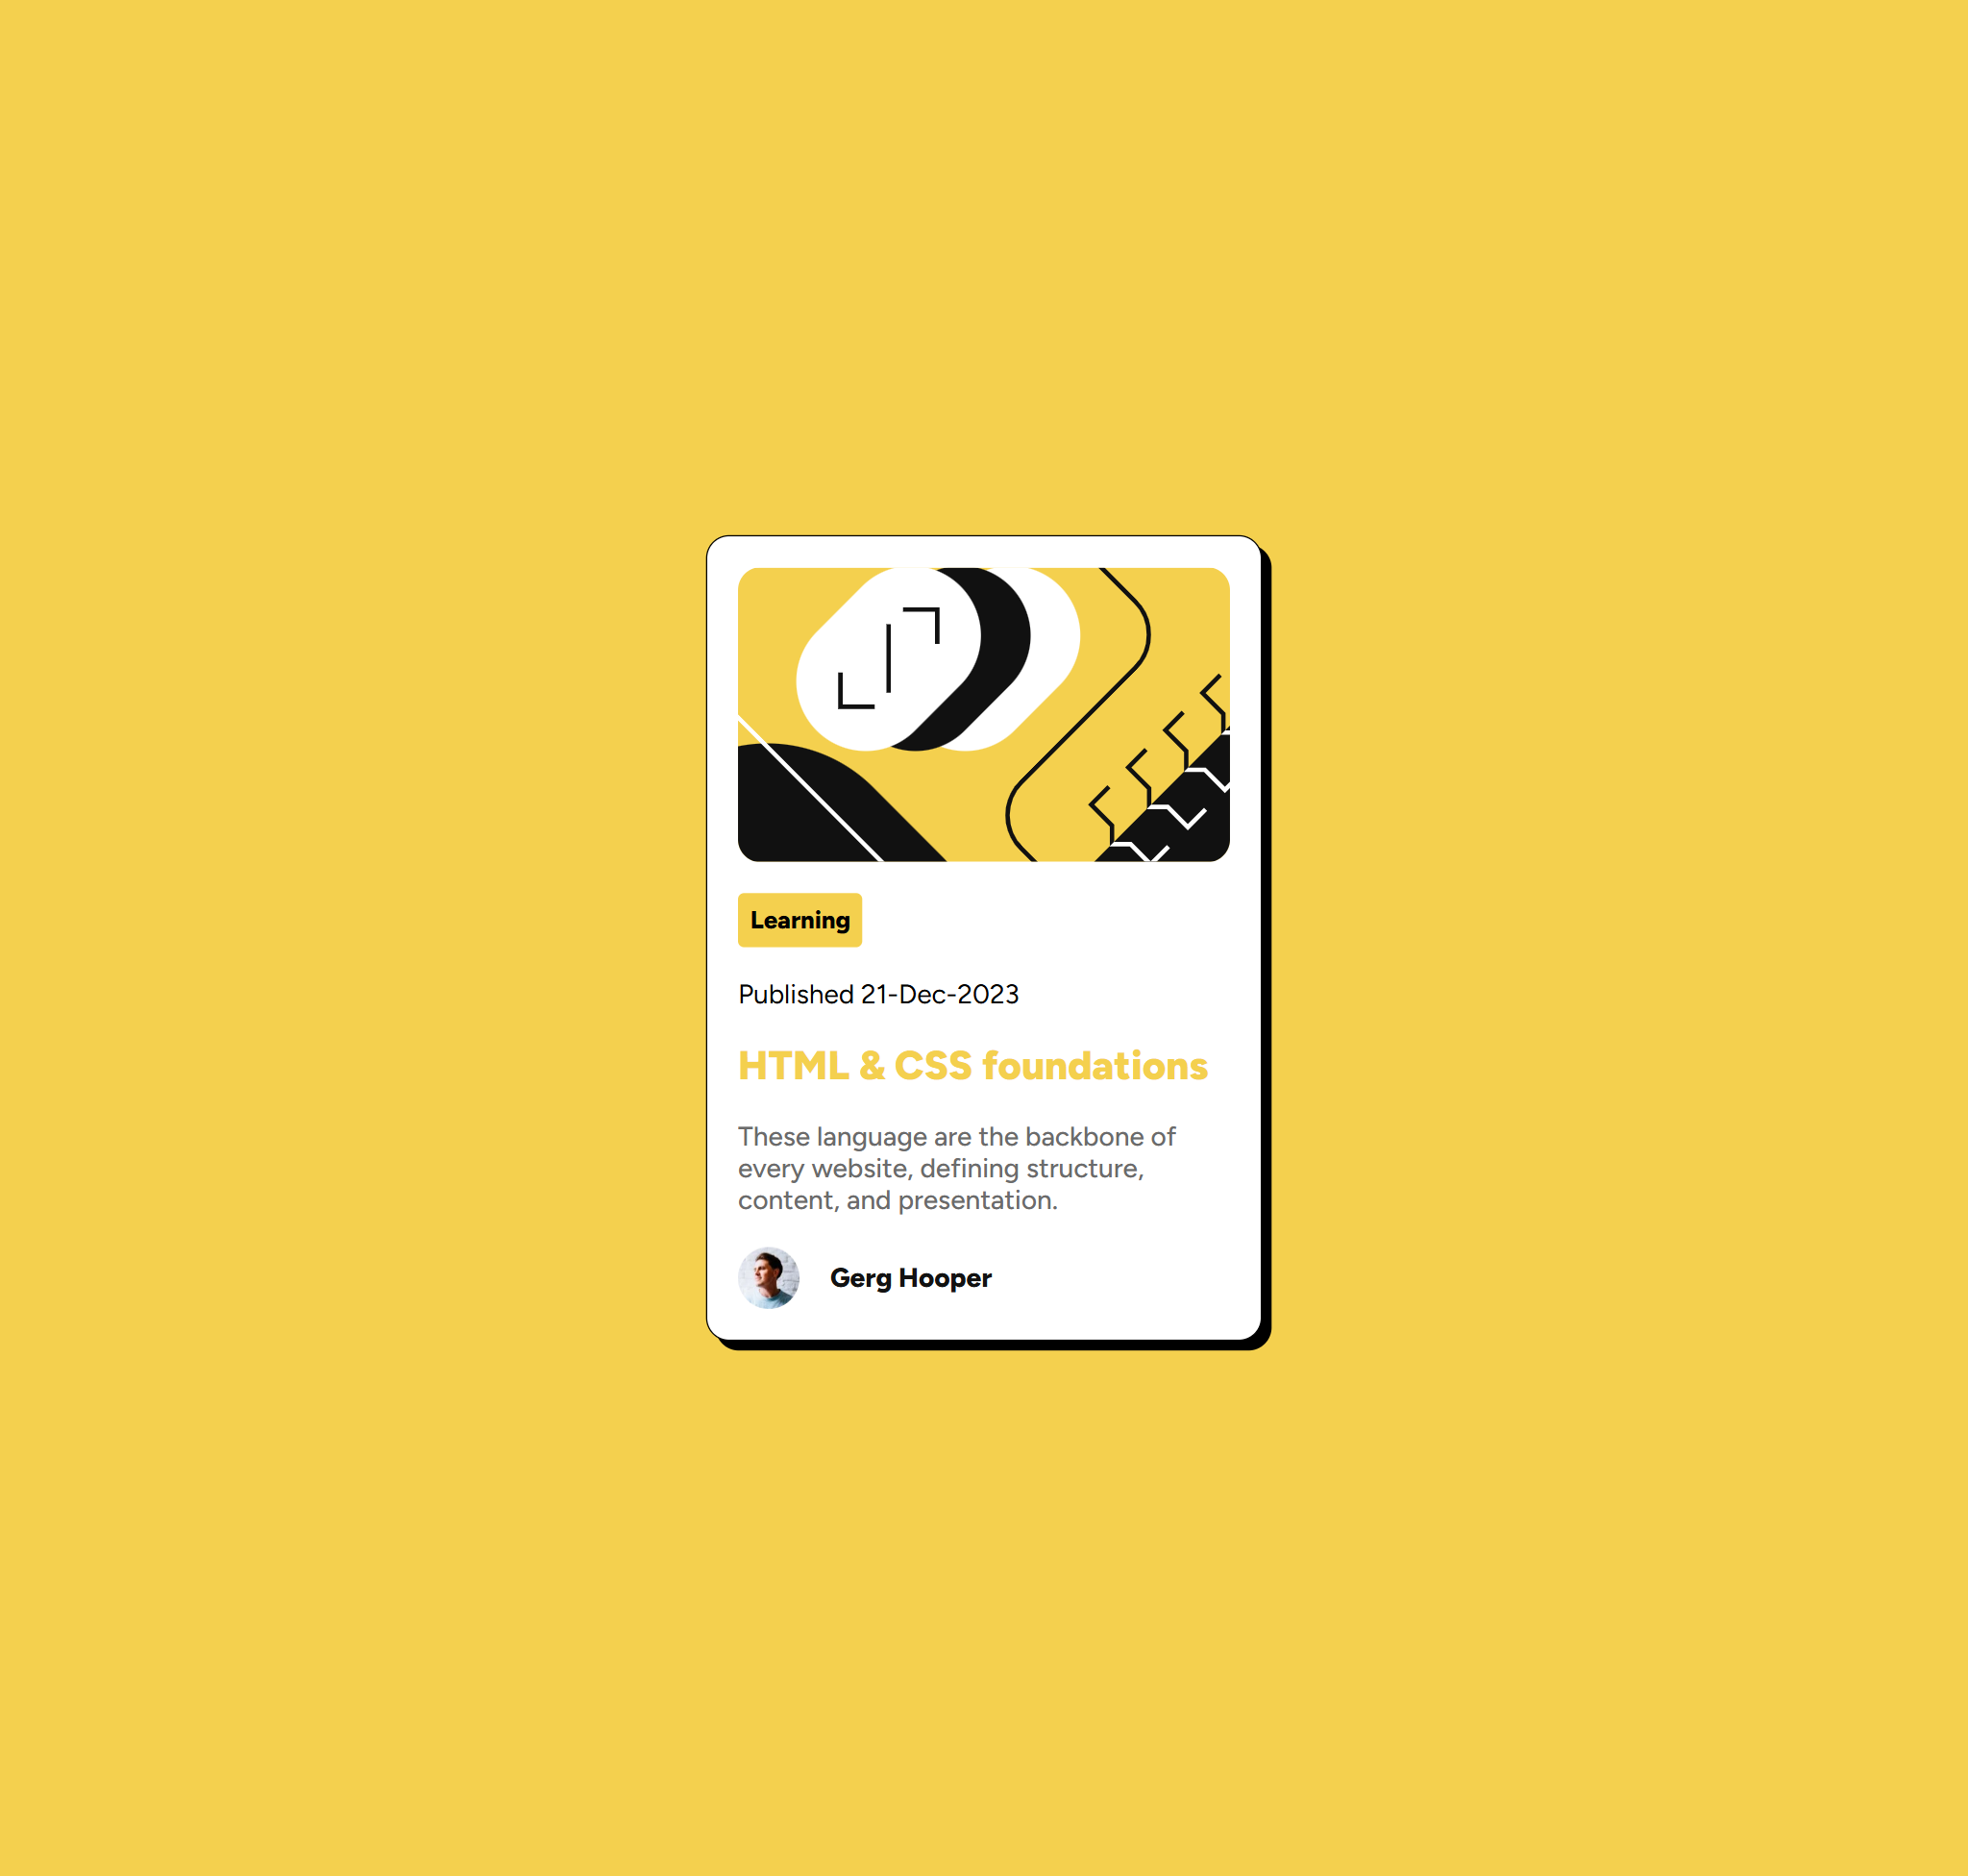 Learning
Published 21-Dec-2023
HTML & CSS foundations
These language are the backbone of
every website, defining structure,
content, and presentation.
Gerg Hooper